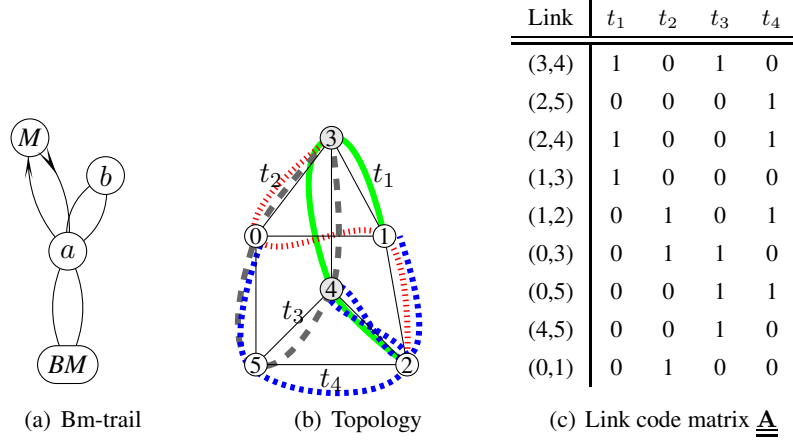 M
b
a
BM
(a) Bm-trail
3
t2
t1
0
1
4
t3
5
2
t4
(b) Topology
Link t1 t2 t3 t4
(3,4) 1 0 1 0
(2,5) 0 0 0 1
(2,4) 1 0 0 1
(1,3) 1 0 0 0
(1,2) 0 1 0 1
(0,3) 0 1 1 0
(0,5) 0 0 1 1
(4,5) 0 0 1 0
(0,1) 0 1 0 0
(c) Link code matrix A